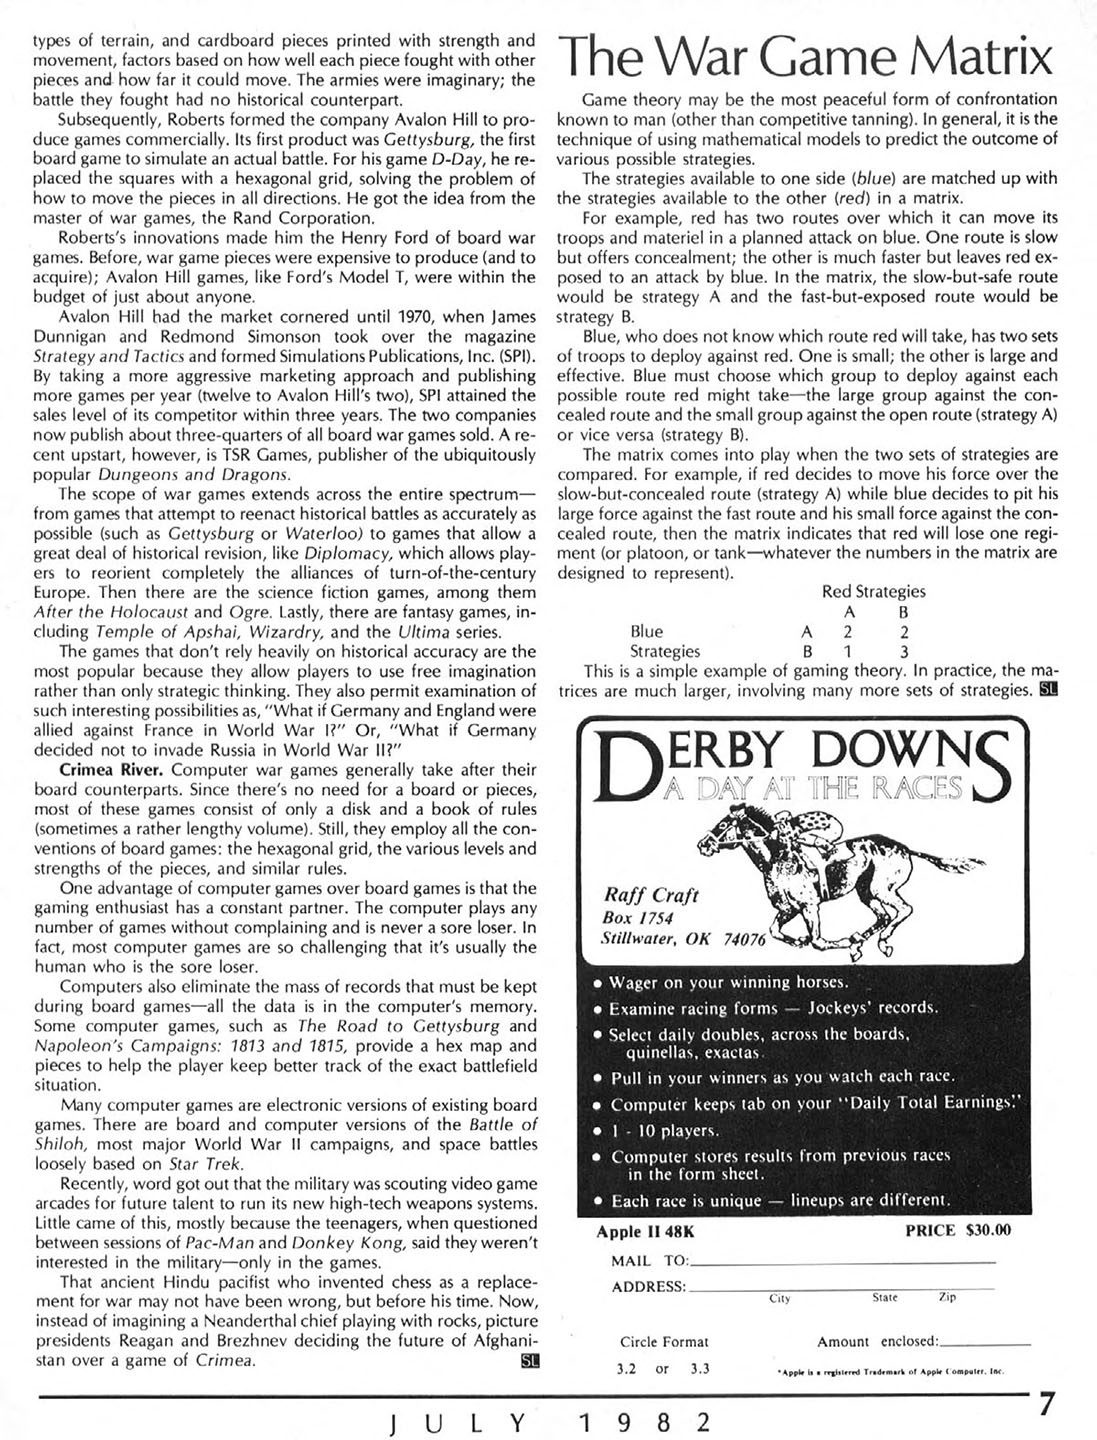 types of terrain, and cardboard pieces printed with strength and
movement, factors based on how well each piece fought with other
pieces and how far it could move. The armies were imaginary; the
battle they fought had no historical counterpart.
Subsequently, Roberts formed the company Avalon Hill to pro-
duce games commercially. Its first product was Gettysburg, the first
board game to simulate an actual battle. For his game D-Day, he re-
placed the squares with a hexagonal grid, solving the problem of
how to move the pieces in all directions. He got the idea from the
master of war games, the Rand Corporation.
Roberts's innovations made him the Henry Ford of board war
games. Before, war game pieces were expensive to produce (and to
acquire); Avalon Hill games, like Ford's Model T, were within the
budget of just about anyone.
Avalon Hill had the market cornered until 1970, when James
Dunnigan and Redmond Simonson took over the magazine
Strategy and Tactics and formed Simulations Publications, Inc. (SPI).
By taking a more aggressive marketing approach and publishing
more games per year (twelve to Avalon Hill's two), SPI attained the
sales level of its competitor within three years. The two companies
now publish about three-quarters of all board war games sold. A re-
cent upstart, however, is TSR Games, publisher of the ubiquitously
popular Dungeons and Dragons.
The scope of war games extends across the entire spectrum—
from games that attempt to reenact historical battles as accurately as
possible (such as Gettysburg or Waterloo) to games that allow a
great deal of historical revision, like Diplomacy, which allows play-
ers to reorient completely the alliances of turn-of-the-century
Europe. Then there are the science fiction games, among them
After the Holocaust and Ogre. Lastly, there are fantasy games, in-
cluding Temple of Apshai, Wizardry, and the Ultima series.
The games that don't rely heavily on historical accuracy are the
most popular because they allow players to use free imagination
rather than only strategic thinking. They also permit examination of
such interesting possibilities as, "What if Germany and England were
allied against France in World War I?" Or, "What if Germany
decided not to invade Russia in World War II?"
Crimea River. Computer war games generally take after their
board counterparts. Since there's no need for a board or pieces,
most of these games consist of only a disk and a book of rules
(sometimes a rather lengthy volume). Still, they employ all the con-
ventions of board games: the hexagonal grid, the various levels and
strengths of the pieces, and similar rules.
One advantage of computer games over board games is that the
gaming enthusiast has a constant partner. The computer plays any
number of games without complaining and is never a sore loser. In
fact, most computer games are so challenging that it's usually the
human who is the sore loser.
Computers also eliminate the mass of records that must be kept
during board games—all the data is in the computer's memory.
Some computer games, such as The Road to Gettysburg and
Napoleon's Campaigns: 1813 and 1815, provide a hex map and
pieces to help the player keep better track of the exact battlefield
situation.
Many computer games are electronic versions of existing board
games. There are board and computer versions of the Battle of
Shiloh, most major World War II campaigns, and space battles
loosely based on Star Trek.
Recently, word got out that the military was scouting video game
arcades for future talent to run its new high-tech weapons systems.
Little came of this, mostly because the teenagers, when questioned
between sessions of Pac-Man and Donkey Kong, said they weren't
interested in the military—only in the games.
That ancient Hindu pacifist who invented chess as a replace-
ment for war may not have been wrong, but before his time. Now,
instead of imagining a Neanderthal chief playing with rocks, picture
presidents Reagan and Brezhnev deciding the future of Afghani-
stan over a game of Crimea. SL
The War Game Matrix
Game theory may be the most peaceful form of confrontation
known to man (other than competitive tanning). In general, it is the
technique of using mathematical models to predict the outcome of
various possible strategies.
The strategies available to one side (blue) are matched up with
the strategies available to the other (red) in a matrix.
For example, red has two routes over which it can move its
troops and materiel in a planned attack on blue. One route is slow
but offers concealment; the other is much faster but leaves red ex-
posed to an attack by blue. In the matrix, the slow-but-safe route
would be strategy A and the fast-but-exposed route would be
strategy B.
Blue, who does not know which route red will take, has two sets
of troops to deploy against red. One is small; the other is large and
effective. Blue must choose which group to deploy against each
possible route red might take—the large group against the con-
cealed route and the small group against the open route (strategy A)
or vice versa (strategy B).
The matrix comes into play when the two sets of strategies are
compared. For example, if red decides to move his force over the
slow-but-concealed route (strategy A) while blue decides to pit his
large force against the fast route and his small force against the con-
cealed route, then the matrix indicates that red will lose one regi-
ment (or platoon, or tank—whatever the numbers in the matrix are
designed to represent).
Red Strategies
A B
Blue A 2 2
Strategies B 1 3
This is a simple example of gaming theory. In practice, the ma-
trices are much larger, involving many more sets of strategies. SL
DERBY DOWNS
A DAY AT THE RACES
Raff Craft
Box 1754
Stillwater, OK 74076
• Wager on your winning horses.
• Examine racing forms — Jockeys' records.
• Select daily doubles, across the boards,
quinellas, exactas.
• Pull in your winners as you watch each race.
• Computer keeps tab on your "Daily Total Earnings."
• 1 - 10 players.
• Computer stores results from previous races
in the form sheet.
• Each race is unique — lineups are different.
Apple II 48K PRICE $30.00
MAIL TO:
ADDRESS:
City State Zip
Circle Format Amount enclosed:
3.2 or 3.3 *Apple is a registered Trademark of Apple Computer, Inc.
7
JULY 1982